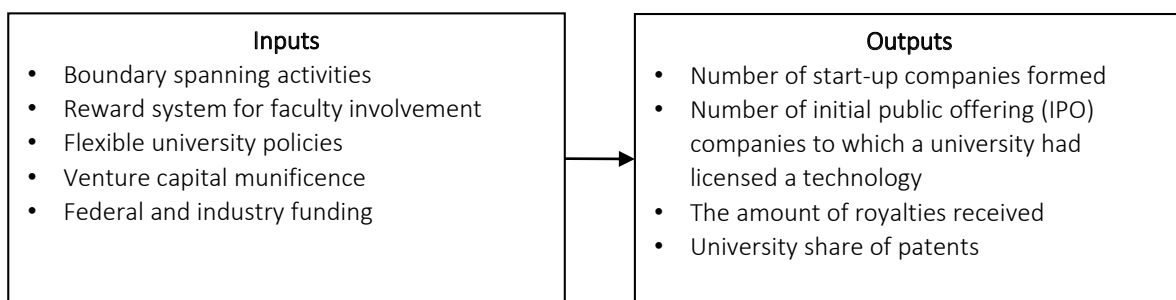 Inputs
• Boundary spanning activities
• Reward system for faculty involvement
• Flexible university policies
• Venture capital munificence
• Federal and industry funding
Outputs
• Number of start-up companies formed
• Number of initial public offering (IPO)
companies to which a university had
licensed a technology
• The amount of royalties received
• University share of patents